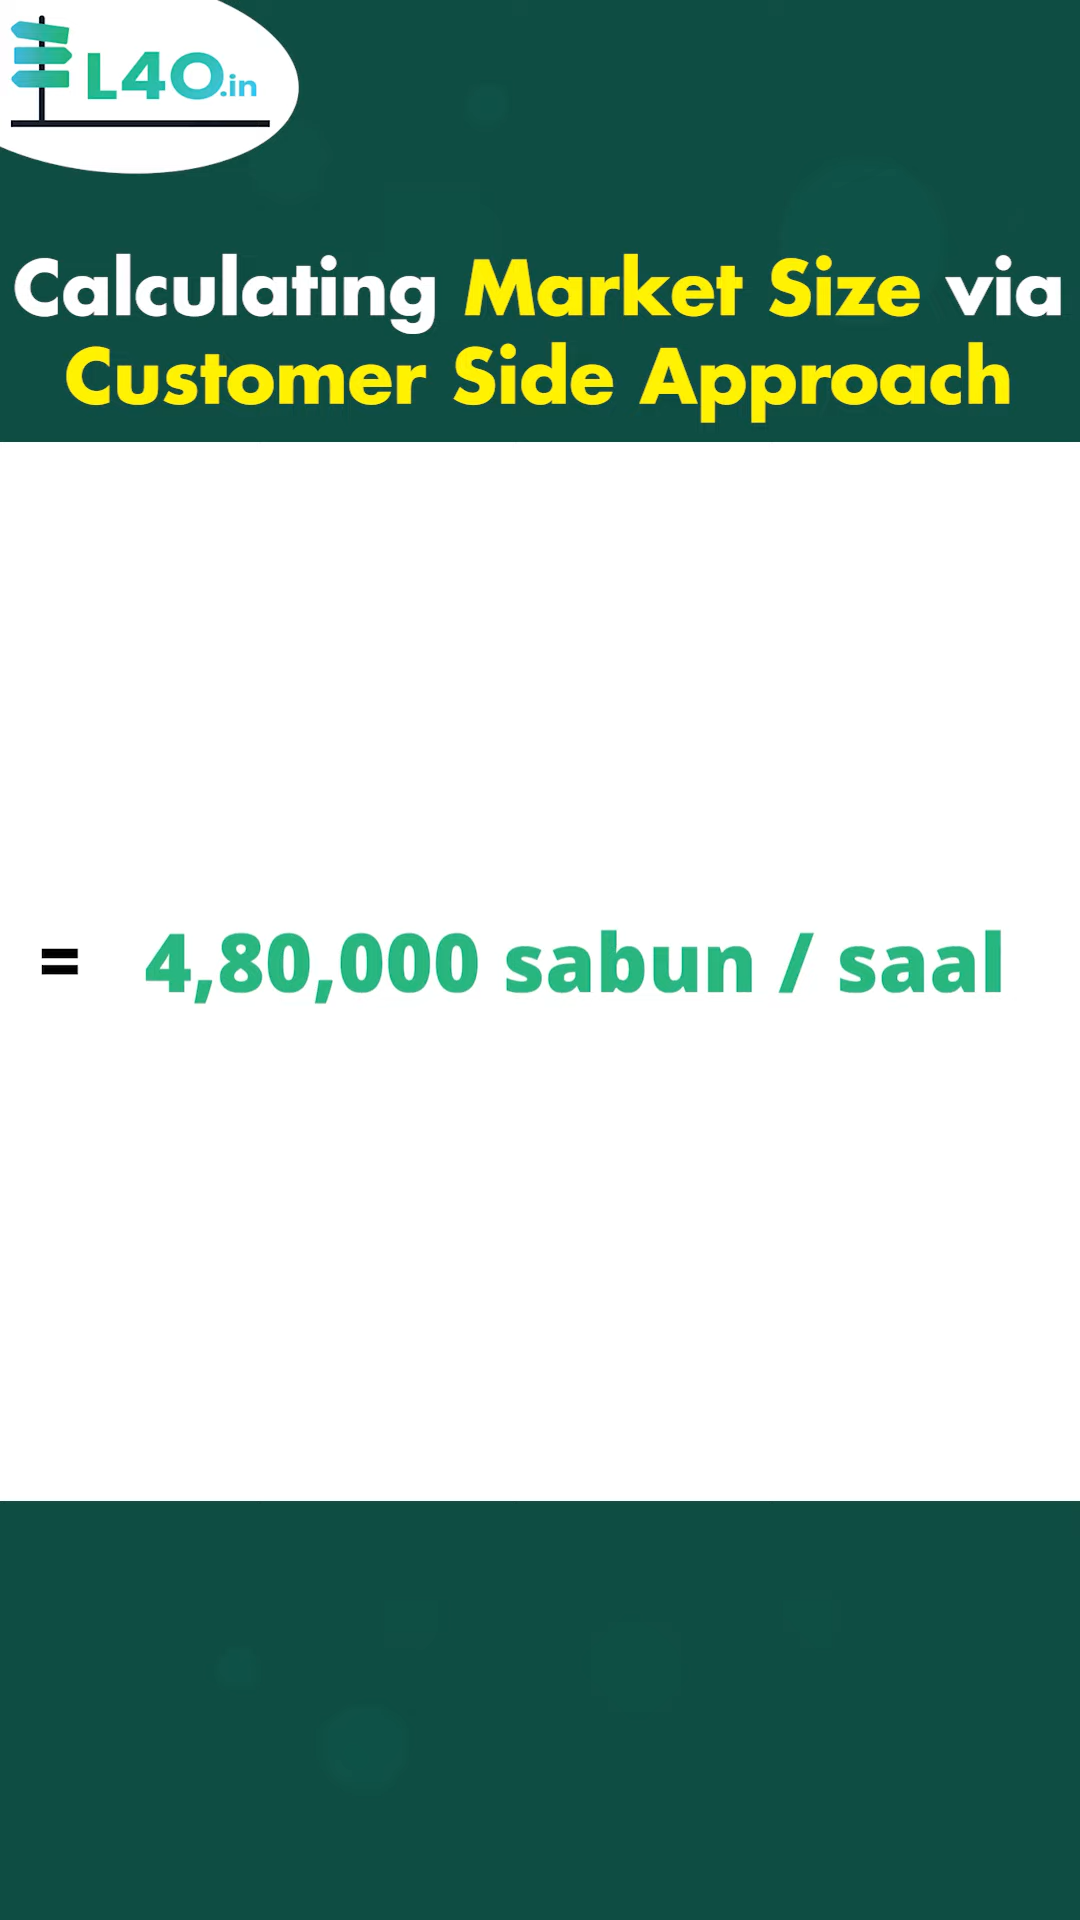 L4O.in
Calculating Market Size via
Customer Side Approach
= 4,80,000 sabun / saal